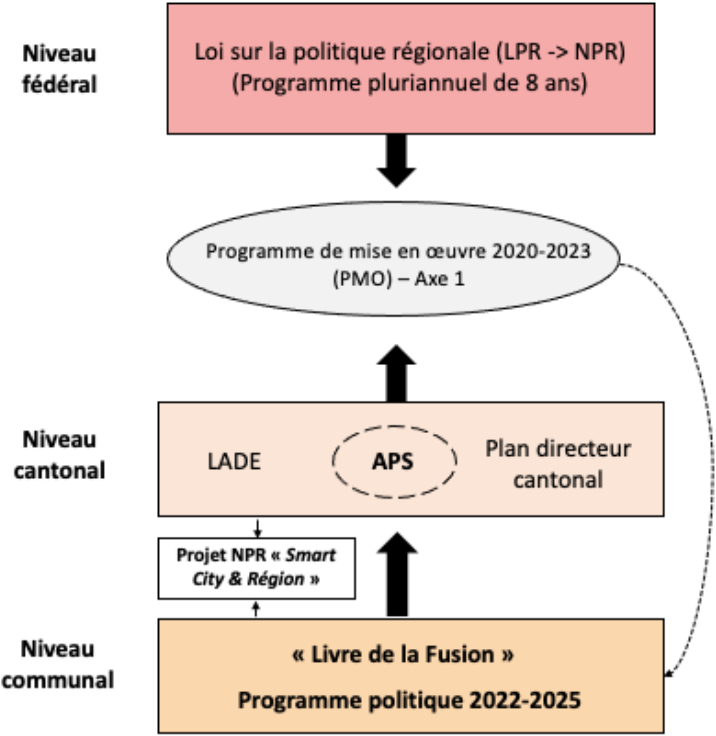 Niveau
fédéral
Loi sur la politique régionale (LPR -> NPR)
(Programme pluriannuel de 8 ans)
Programme de mise en œuvre 2020-2023
(PMO) – Axe 1
Niveau
cantonal
LADE
APS
Plan directeur
cantonal
Projet NPR « Smart
City & Région »
Niveau
communal
« Livre de la Fusion »
Programme politique 2022-2025